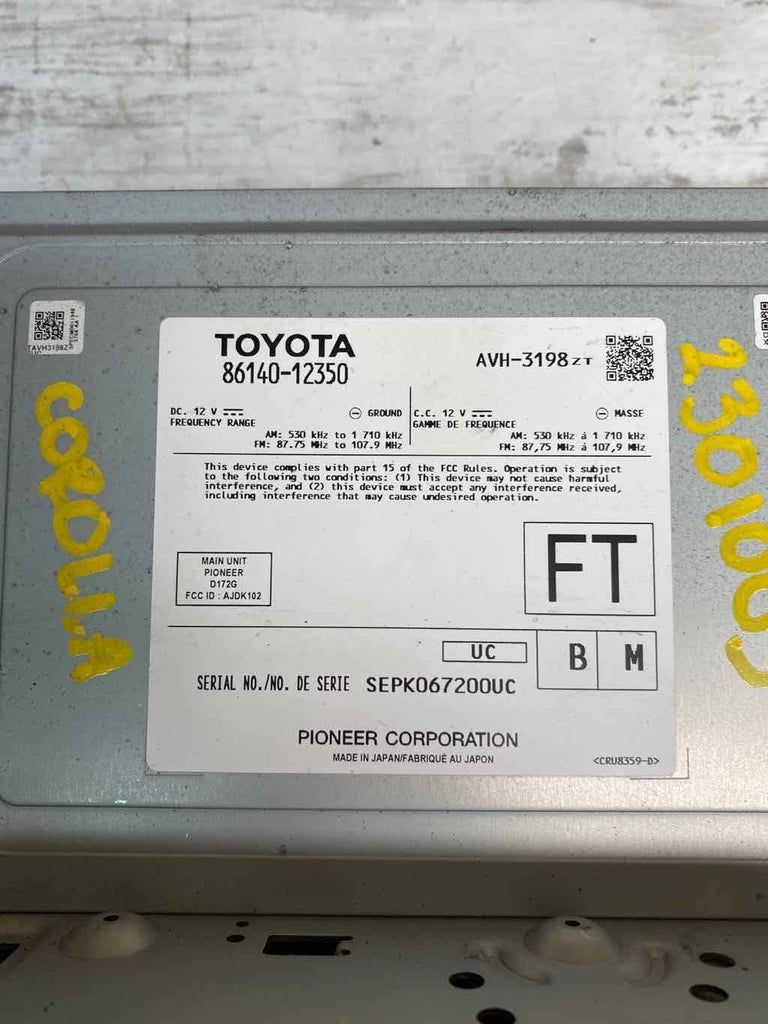 TOYOTA
86140-12350
AVH-3198ZT
DC. 12 V
GROUND
FREQUENCY RANGE
AM: 530 kHz to 1 710 kHz
FM: 87.75 MHz to 107.9 MHz
C.C. 12 V
MASSE
GAMME DE FREQUENCE
AM: 530 kHz à 1 710 kHz
FM: 87,75 MHz à 107,9 MHz
This device complies with part 15 of the FCC Rules. Operation is subject
to the following two conditions: (1) This device may not cause harmful
interference, and (2) this device must accept any interference received,
including interference that may cause undesired operation.
MAIN UNIT
PIONEER
D172G
FCC ID : AJDK102
FT
UC
B M
SERIAL NO./NO. DE SERIE SEPK067200UC
PIONEER CORPORATION
MADE IN JAPAN/FABRIQUÉ AU JAPON
<CRU8359-D>
TAVH3198Z
COROLLA